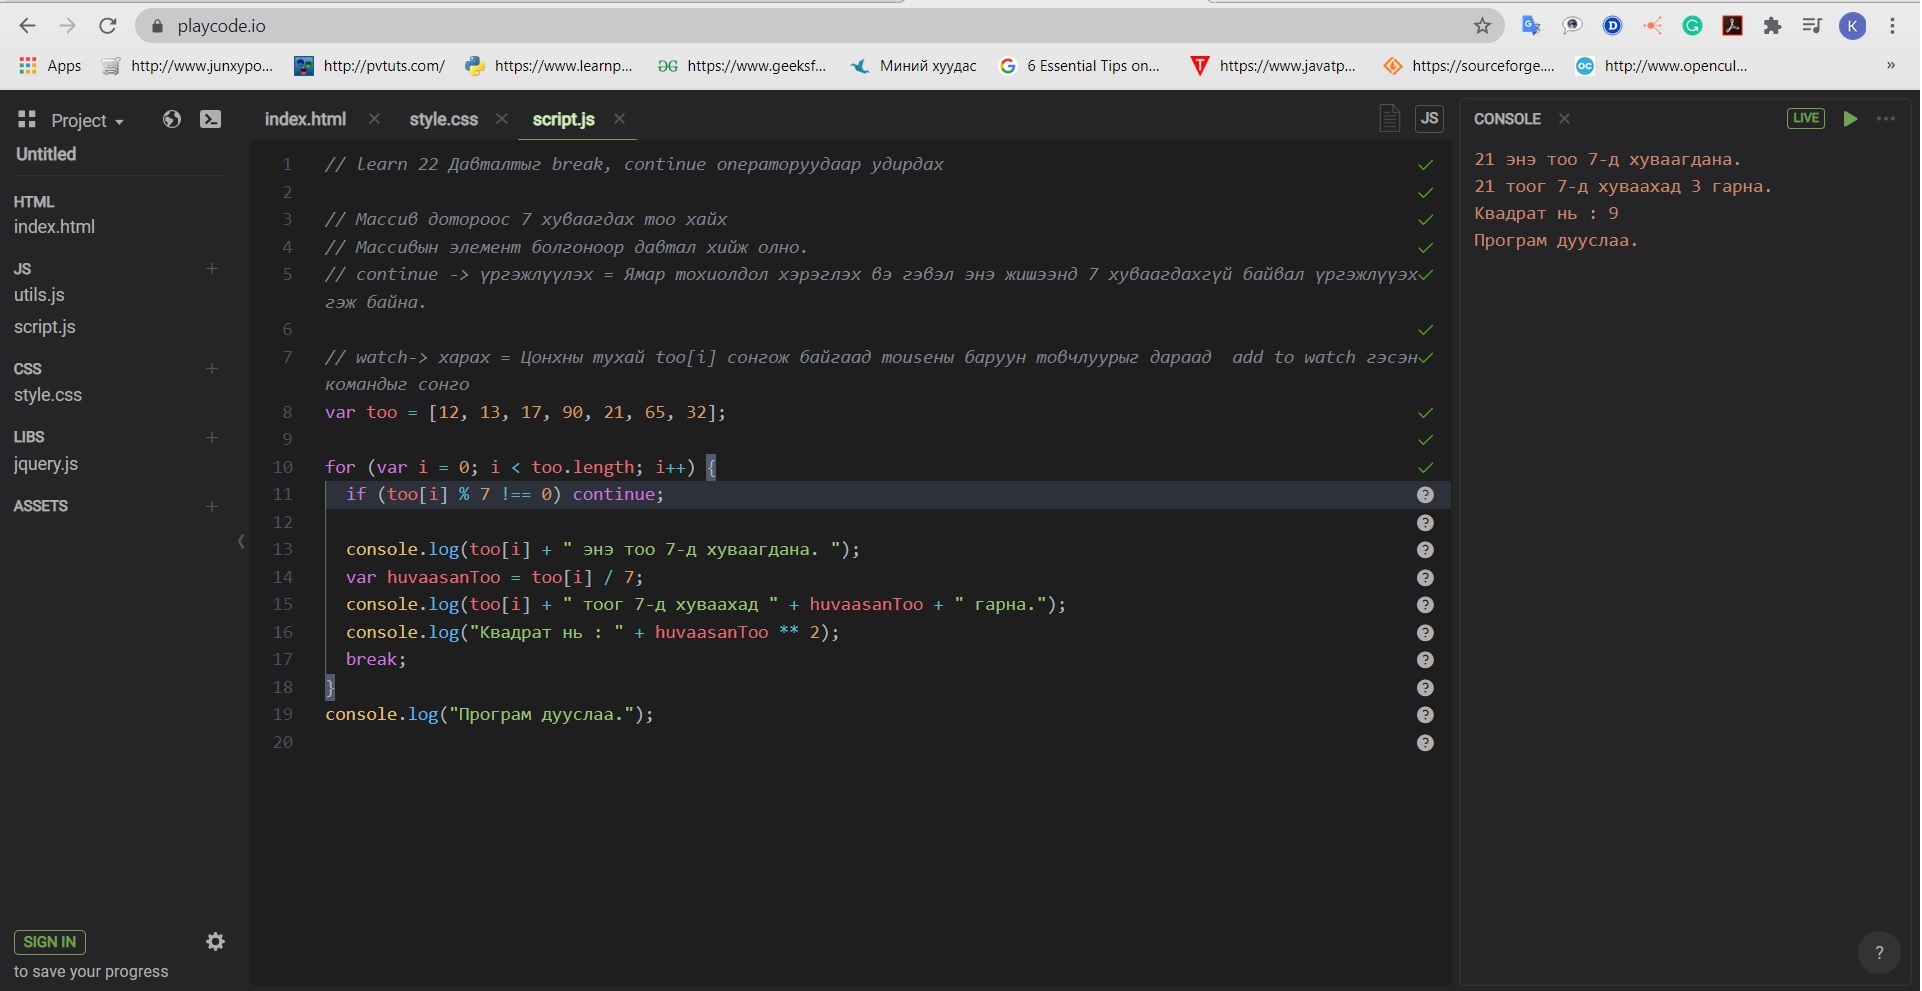 playcode.io
Apps http://www.junxypo... http://pvtuts.com/ https://www.learnp... https://www.geeksf... Миний хуудас 6 Essential Tips on... https://www.javatp... https://sourceforge.... http://www.opencul... »
Project
Untitled
HTML
index.html
JS
utils.js
script.js
CSS
style.css
LIBS
jquery.js
ASSETS
SIGN IN
to save your progress
index.html style.css script.js JS
1 // learn 22 Давталтыг break, continue операторуудаар удирдах
2
3 // Массив дотороос 7 хуваагдах тоо хайх
4 // Массивын элемент болгоноор давтал хийж олно.
5 // continue -> үргэжлүүлэх = Ямар тохиолдол хэрэглэх вэ гэвэл энэ жишээнд 7 хуваагдахгүй байвал үргэжлүүэх
гэж байна.
6
7 // watch-> харах = Цонхны тухай too[i] сонгож байгаад mouseны баруун товчлуурыг дараад add to watch гэсэн
командыг сонго
8 var too = [12, 13, 17, 90, 21, 65, 32];
9
10 for (var i = 0; i < too.length; i++) {
11 if (too[i] % 7 !== 0) continue;
12
13 console.log(too[i] + " энэ тоо 7-д хуваагдана. ");
14 var huvaasanToo = too[i] / 7;
15 console.log(too[i] + " тоог 7-д хуваахад " + huvaasanToo + " гарна.");
16 console.log("Квадрат нь : " + huvaasanToo ** 2);
17 break;
18 }
19 console.log("Програм дууслаа.");
20
CONSOLE LIVE
21 энэ тоо 7-д хуваагдана.
21 тоог 7-д хуваахад 3 гарна.
Квадрат нь : 9
Програм дууслаа.
?